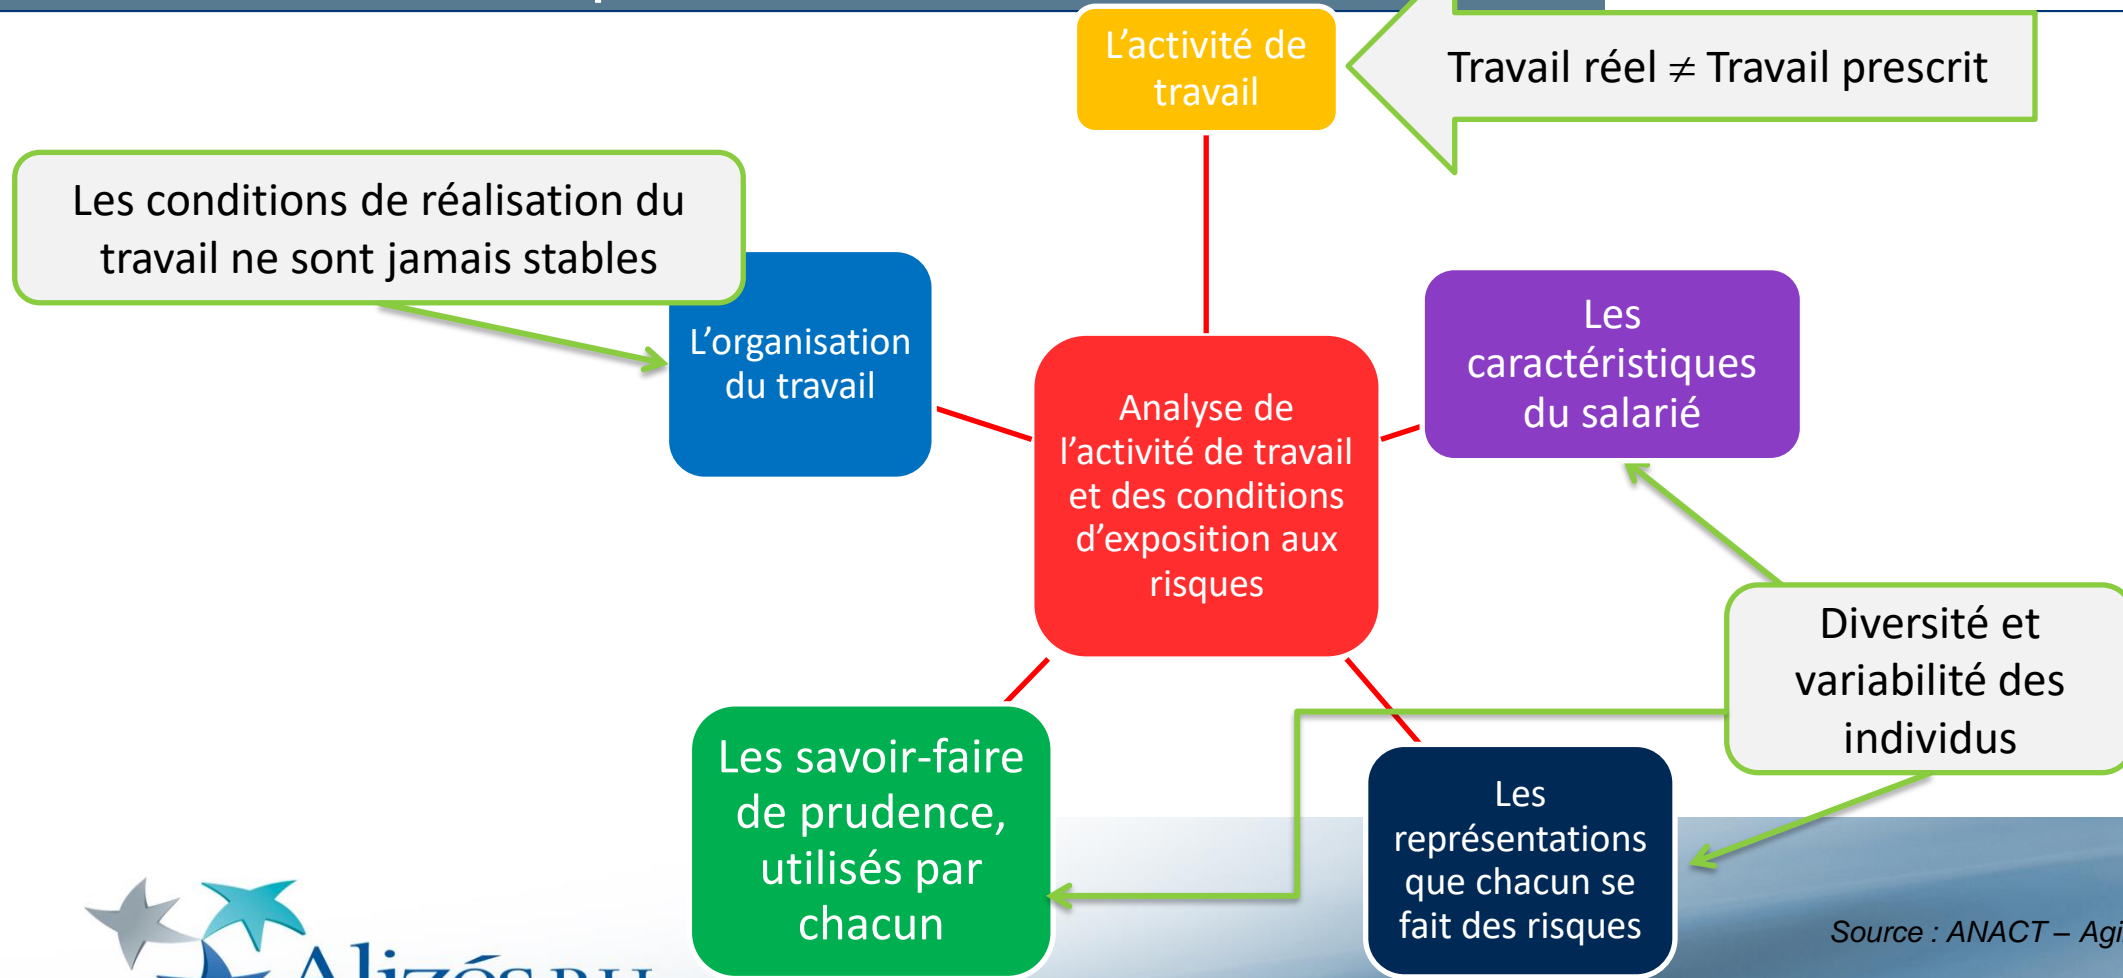 L’activité de
travail
Travail réel ≠ Travail prescrit
Les conditions de réalisation du
travail ne sont jamais stables
L’organisation
du travail
Les
caractéristiques
du salarié
Analyse de
l’activité de travail
et des conditions
d’exposition aux
risques
Diversité et
variabilité des
individus
Les savoir-faire
de prudence,
utilisés par
chacun
Les
représentations
que chacun se
fait des risques
Source : ANACT – Agi
Alizés RH